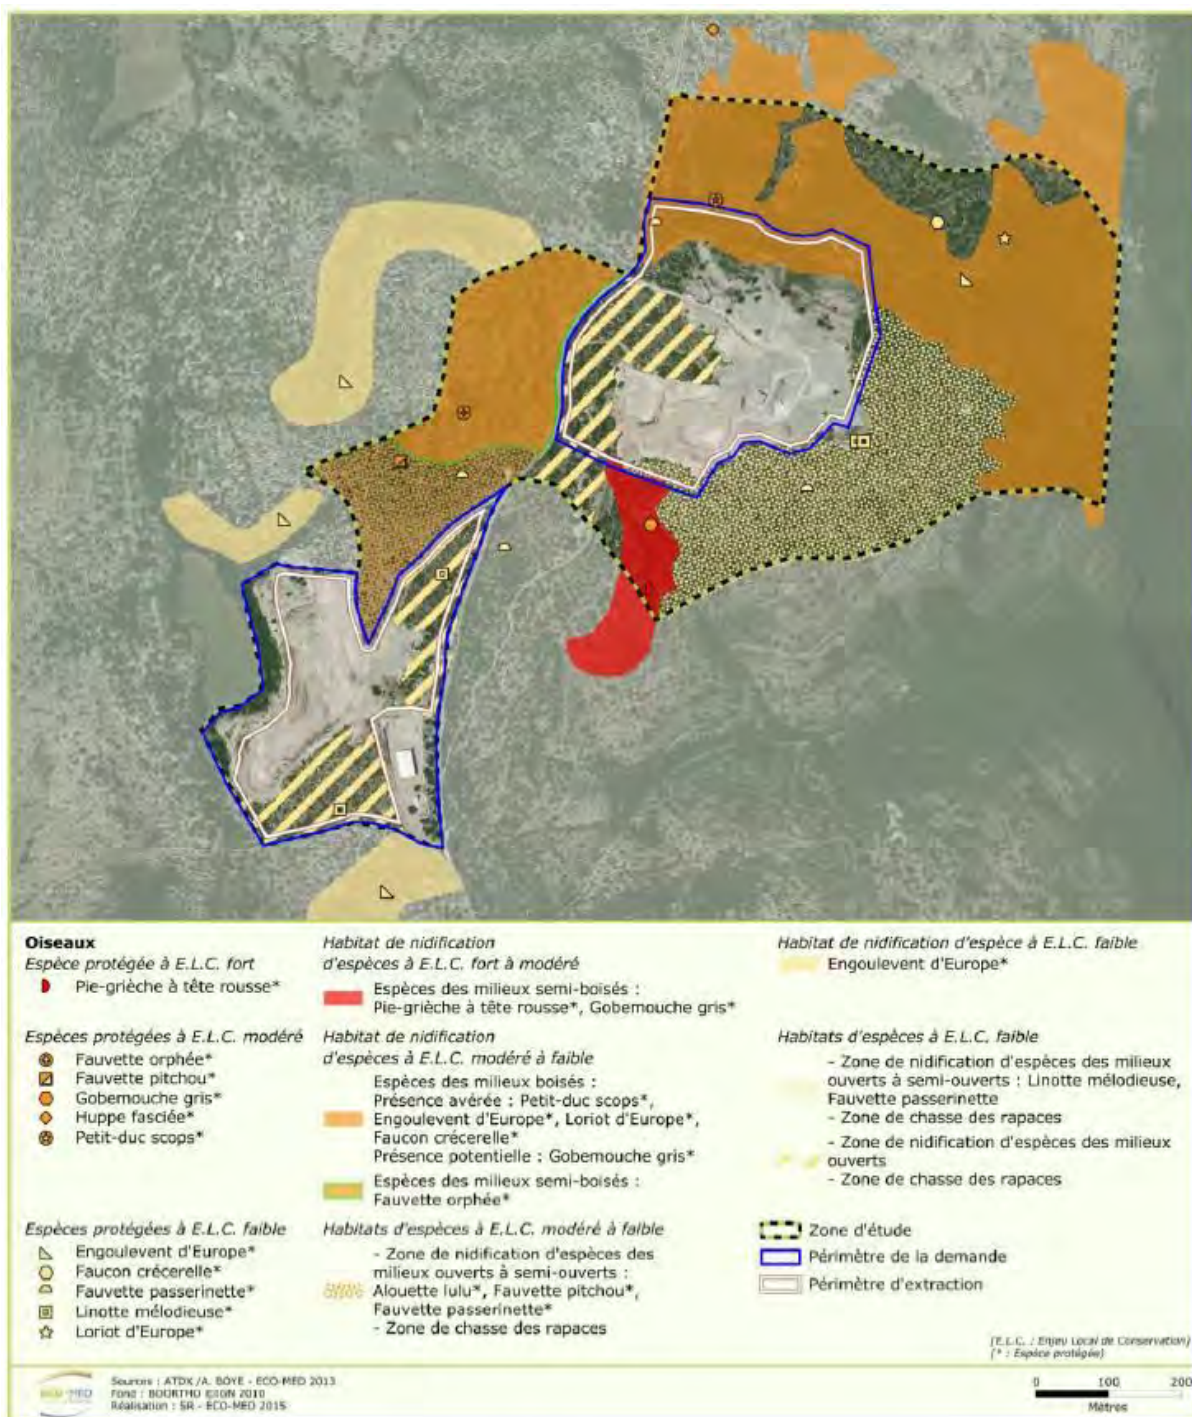 Oiseaux
Espèce protégée à E.L.C. fort
Pie-grièche à tête rousse*
Espèces protégées à E.L.C. modéré
Fauvette orphée*
Fauvette pitchou*
Gobemouche gris*
Huppe fasciée*
Petit-duc scops*
Espèces protégées à E.L.C. faible
Engoulevent d'Europe*
Faucon crécerelle*
Fauvette passerinette*
Linotte mélodieuse*
Loriot d'Europe*
Habitat de nidification
d'espèces à E.L.C. fort à modéré
Espèces des milieux semi-boisés :
Pie-grièche à tête rousse*, Gobemouche gris*
Habitat de nidification
d'espèces à E.L.C. modéré à faible
Espèces des milieux boisés :
Présence avérée : Petit-duc scops*,
Engoulevent d'Europe*, Loriot d'Europe*,
Faucon crécerelle*
Présence potentielle : Gobemouche gris*
Espèces des milieux semi-boisés :
Fauvette orphée*
Habitats d'espèces à E.L.C. modéré à faible
- Zone de nidification d'espèces des
milieux ouverts à semi-ouverts :
Alouette lulu*, Fauvette pitchou*,
Fauvette passerinette*
- Zone de chasse des rapaces
Habitat de nidification d'espèce à E.L.C. faible
Engoulevent d'Europe*
Habitats d'espèces à E.L.C. faible
- Zone de nidification d'espèces des milieux
ouverts à semi-ouverts : Linotte mélodieuse,
Fauvette passerinette
- Zone de chasse des rapaces
- Zone de nidification d'espèces des milieux
ouverts
- Zone de chasse des rapaces
Zone d'étude
Périmètre de la demande
Périmètre d'extraction
(E.L.C. : Enjeu Local de Conservation)
(* : Espèce protégée)
ECO-MED
Sources : ATDX /A. BOYE - ECO-MED 2013
Fond : BDORTHO ©IGN 2010
Réalisation : SR - ECO-MED 2015
0 100 200
Mètres